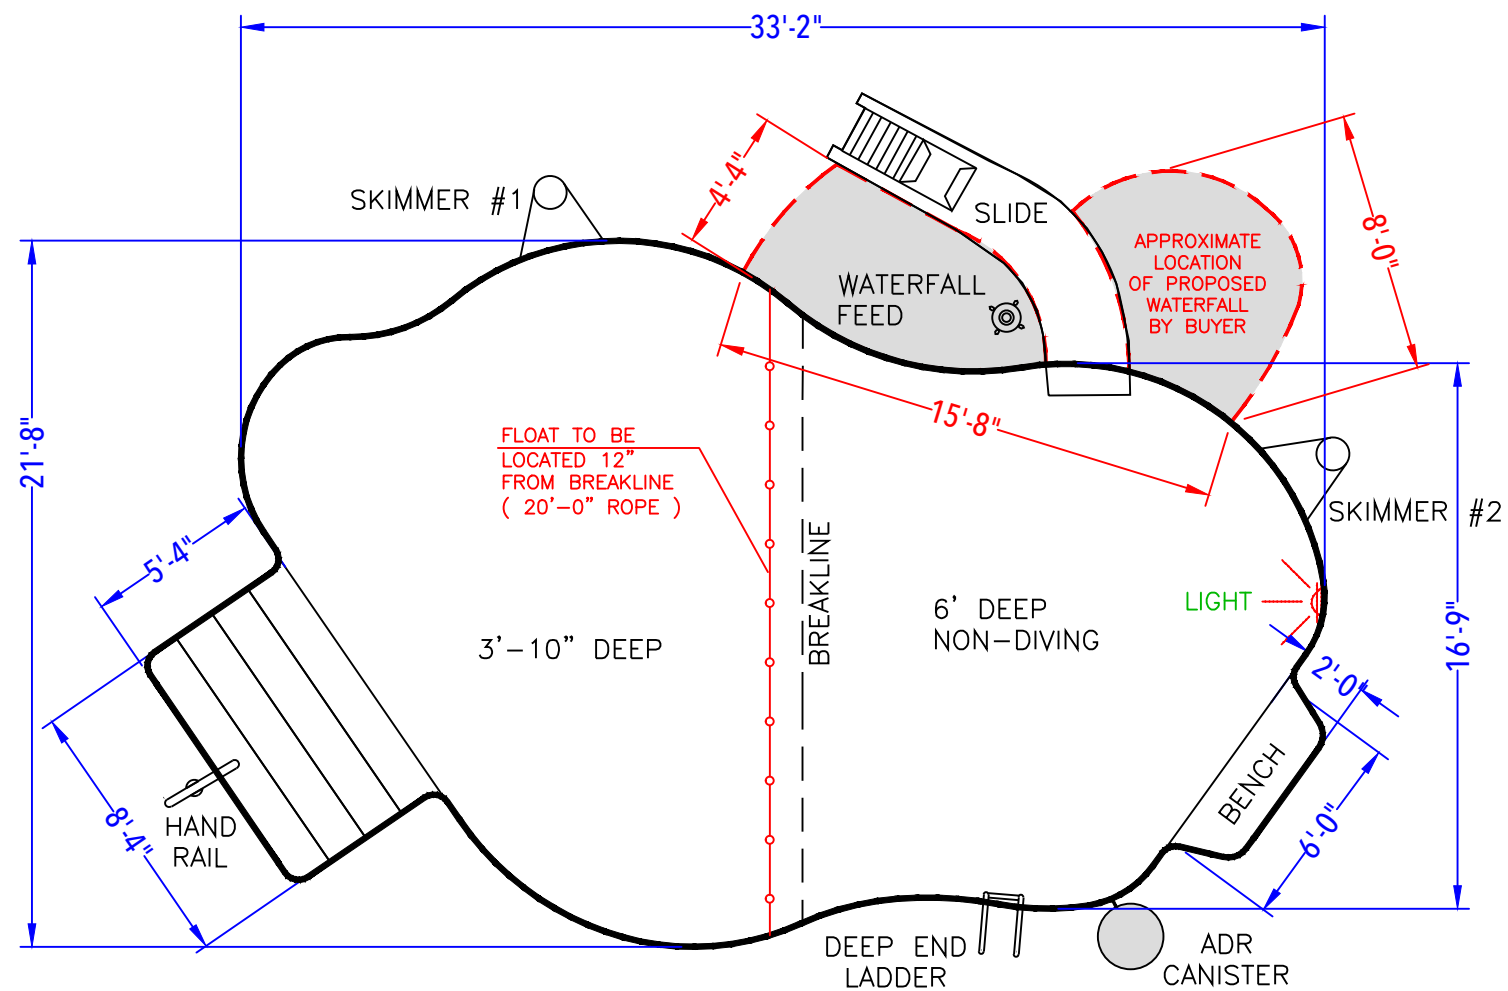 33'-2"
SKIMMER #1
4'-4"
SLIDE
8'-0"
APPROXIMATE
LOCATION
OF PROPOSED
WATERFALL
BY BUYER
WATERFALL
FEED
15'-8"
21'-8"
FLOAT TO BE
LOCATED 12"
FROM BREAKLINE
( 20'-0" ROPE )
SKIMMER #2
5'-4"
BREAKLINE
LIGHT
6' DEEP
NON-DIVING
3'-10" DEEP
16'-9"
2'-0"
BENCH
6'-0"
8'-4"
HAND
RAIL
DEEP END
LADDER
ADR
CANISTER